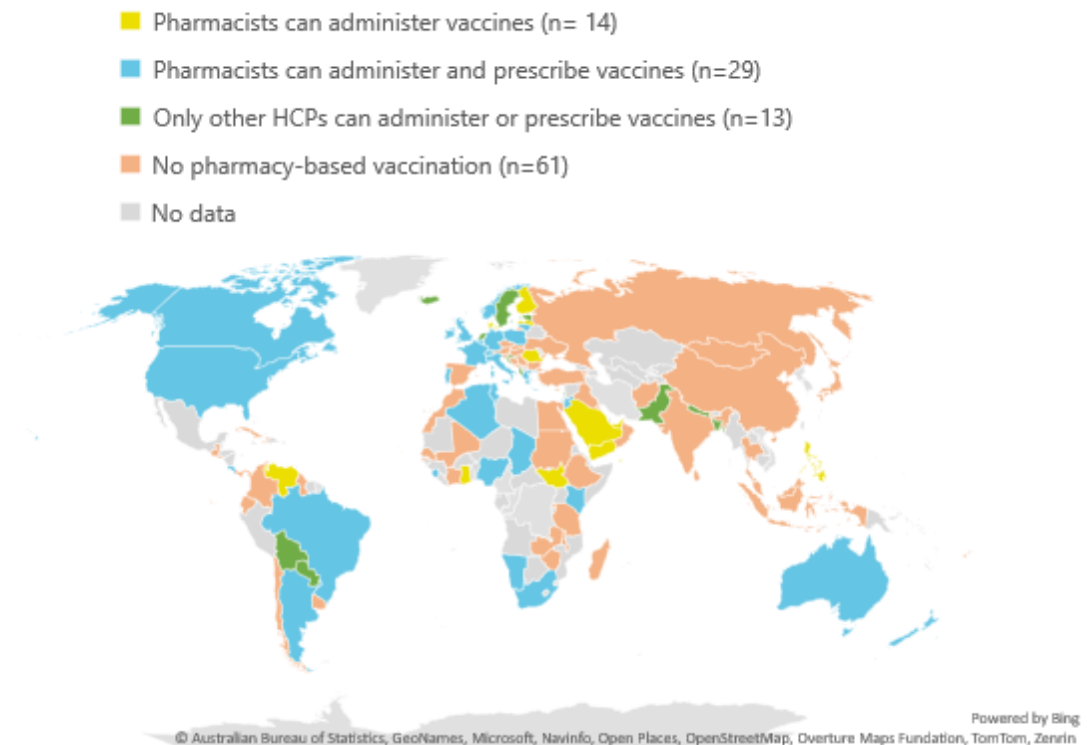 Pharmacists can administer vaccines (n= 14)
Pharmacists can administer and prescribe vaccines (n=29)
Only other HCPs can administer or prescribe vaccines (n=13)
No pharmacy-based vaccination (n=61)
No data
Powered by Bing
© Australian Bureau of Statistics, GeoNames, Microsoft, Navinfo, Open Places, OpenStreetMap, Overture Maps Fundation, TomTom, Zenrin